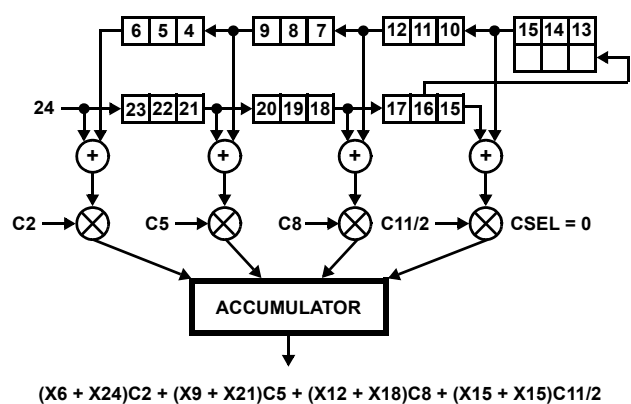 6 5 4 9 8 7 12 11 10 15 14 13
24 23 22 21 20 19 18 17 16 15
+ + + +
C2 C5 C8 C11/2 CSEL = 0
ACCUMULATOR
(X6 + X24)C2 + (X9 + X21)C5 + (X12 + X18)C8 + (X15 + X15)C11/2